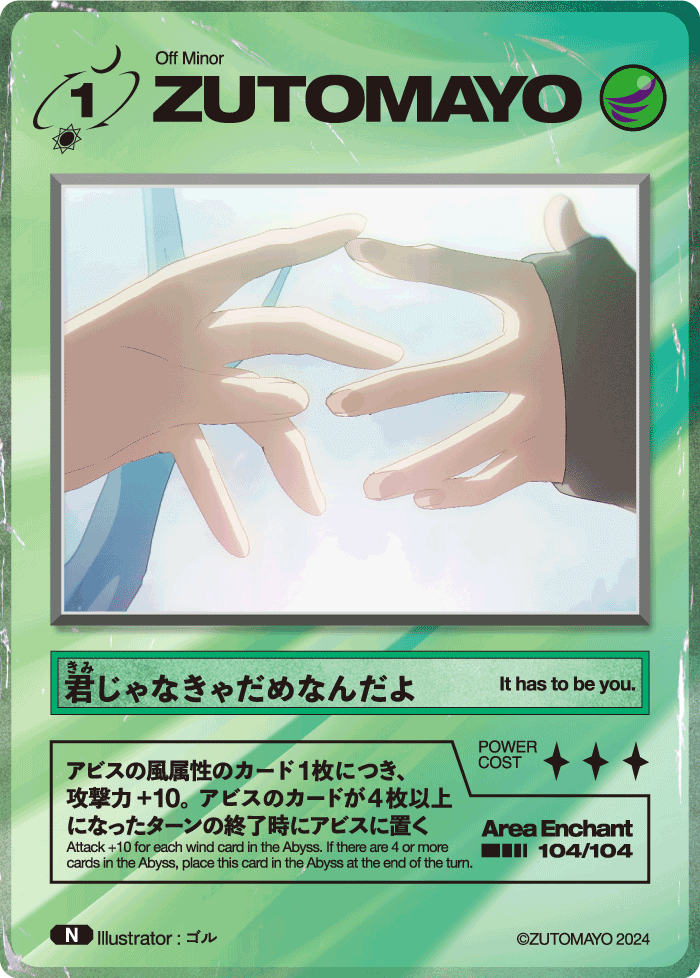 Off Minor
1
ZUTOMAYO
きみ
君じゃなきゃだめなんだよ
It has to be you.
POWER
COST
アビスの風属性のカード1枚につき、
攻撃力+10。アビスのカードが4枚以上
になったターンの終了時にアビスに置く
Attack +10 for each wind card in the Abyss. If there are 4 or more
cards in the Abyss, place this card in the Abyss at the end of the turn.
Area Enchant
104/104
N
Illustrator : ゴル
©ZUTOMAYO 2024